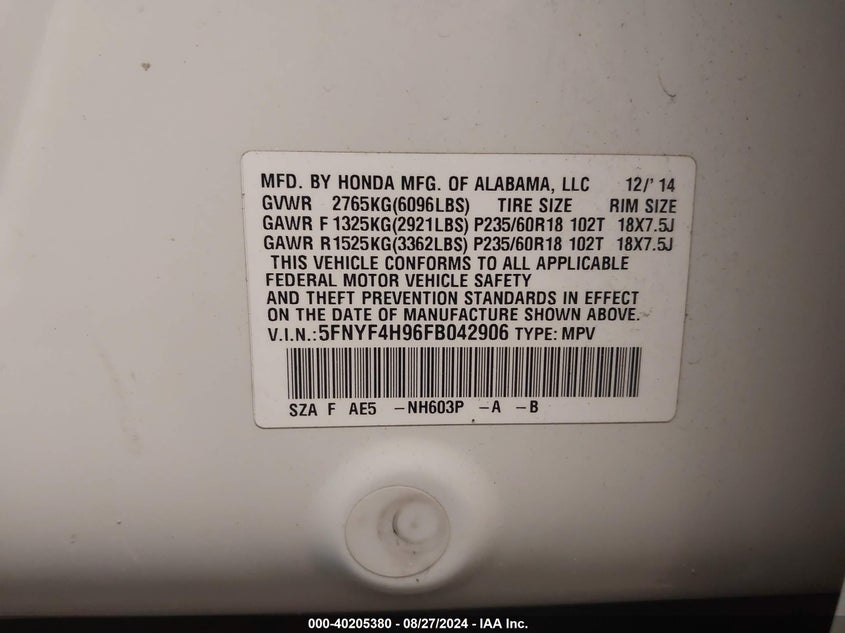 MFD. BY HONDA MFG. OF ALABAMA, LLC 12/'14
GVWR 2765KG(6096LBS) TIRE SIZE RIM SIZE
GAWR F 1325KG(2921LBS) P235/60R18 102T 18X7.5J
GAWR R1525KG(3362LBS) P235/60R18 102T 18X7.5J
THIS VEHICLE CONFORMS TO ALL APPLICABLE
FEDERAL MOTOR VEHICLE SAFETY
AND THEFT PREVENTION STANDARDS IN EFFECT
ON THE DATE OF MANUFACTURE SHOWN ABOVE.
V.I.N.:5FNYF4H96FB042906 TYPE: MPV
SZA F AE5 -NH603P -A -B
000-40205380 - 08/27/2024 - IAA Inc.